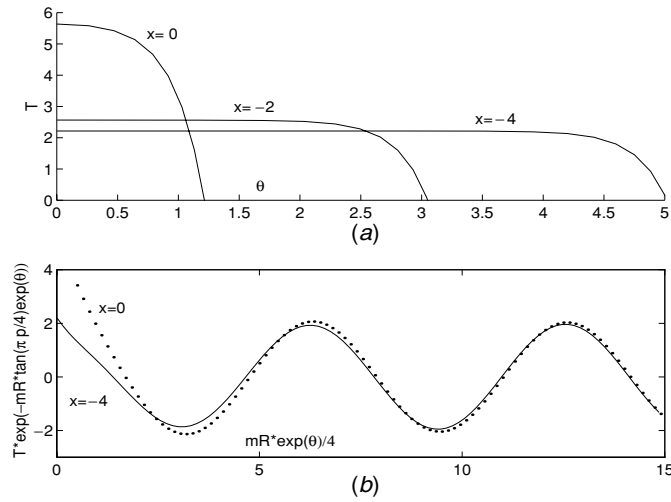 6
x= 0
5
4
T
3
x= −2
x= −4
2
1
θ
0
0 0.5 1 1.5 2 2.5 3 3.5 4 4.5 5
(a)
4
x=0
2
T*exp(−mR*tan(π p/4)exp(θ))
0
x=−4
−2
mR*exp(θ)/4
0 5 10 15
(b)